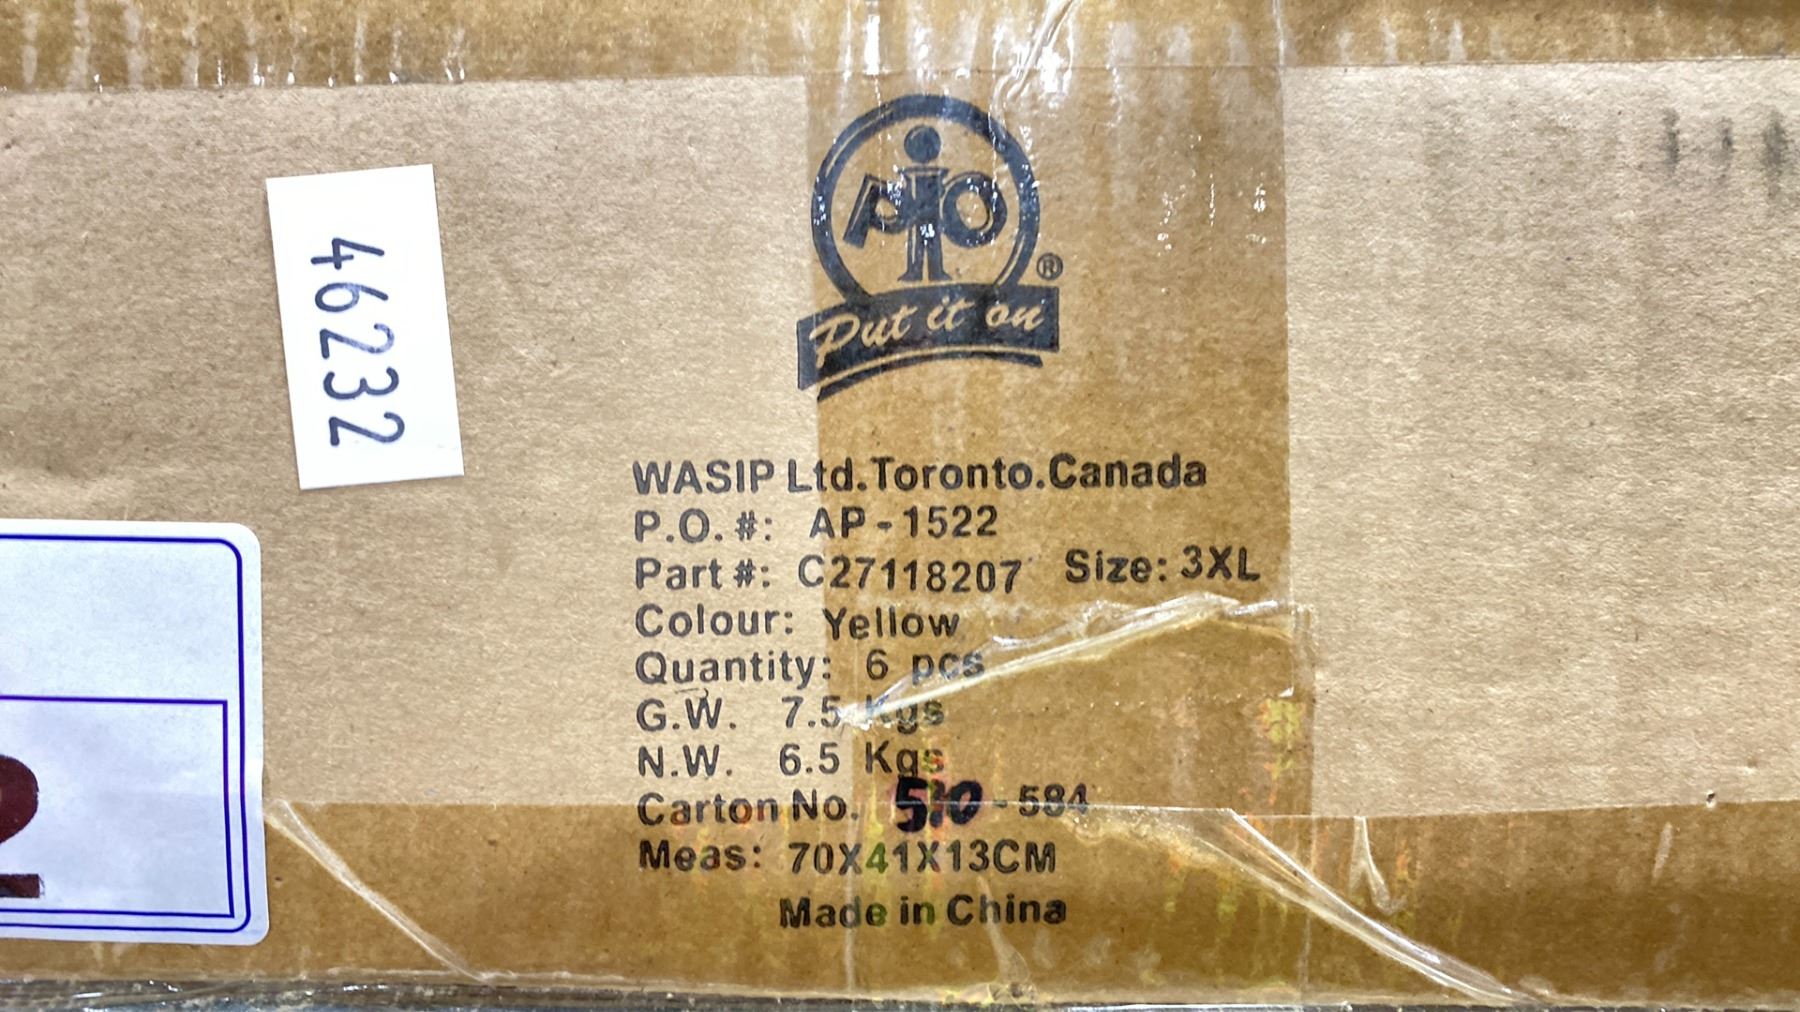 46232
PiO
®
Put it on
WASIP Ltd.Toronto.Canada
P.O. #: AP-1522
Part #: C27118207 Size: 3XL
Colour: Yellow
Quantity: 6 pcs
G.W. 7.5 Kgs
N.W. 6.5 Kgs
Carton No. 510-584
Meas: 70X41X13CM
Made in China